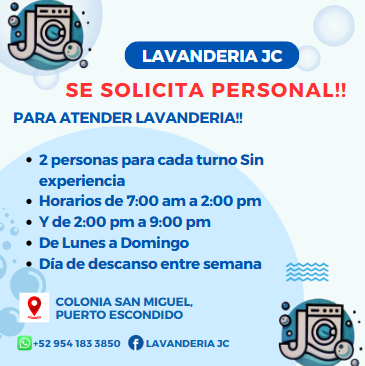 JC
LAVANDERIA JC
SE SOLICITA PERSONAL!!
PARA ATENDER LAVANDERIA!!
• 2 personas para cada turno Sin
experiencia
• Horarios de 7:00 am a 2:00 pm
• Y de 2:00 pm a 9:00 pm
• De Lunes a Domingo
• Día de descanso entre semana
COLONIA SAN MIGUEL,
PUERTO ESCONDIDO
+52 954 183 3850 LAVANDERIA JC
JC